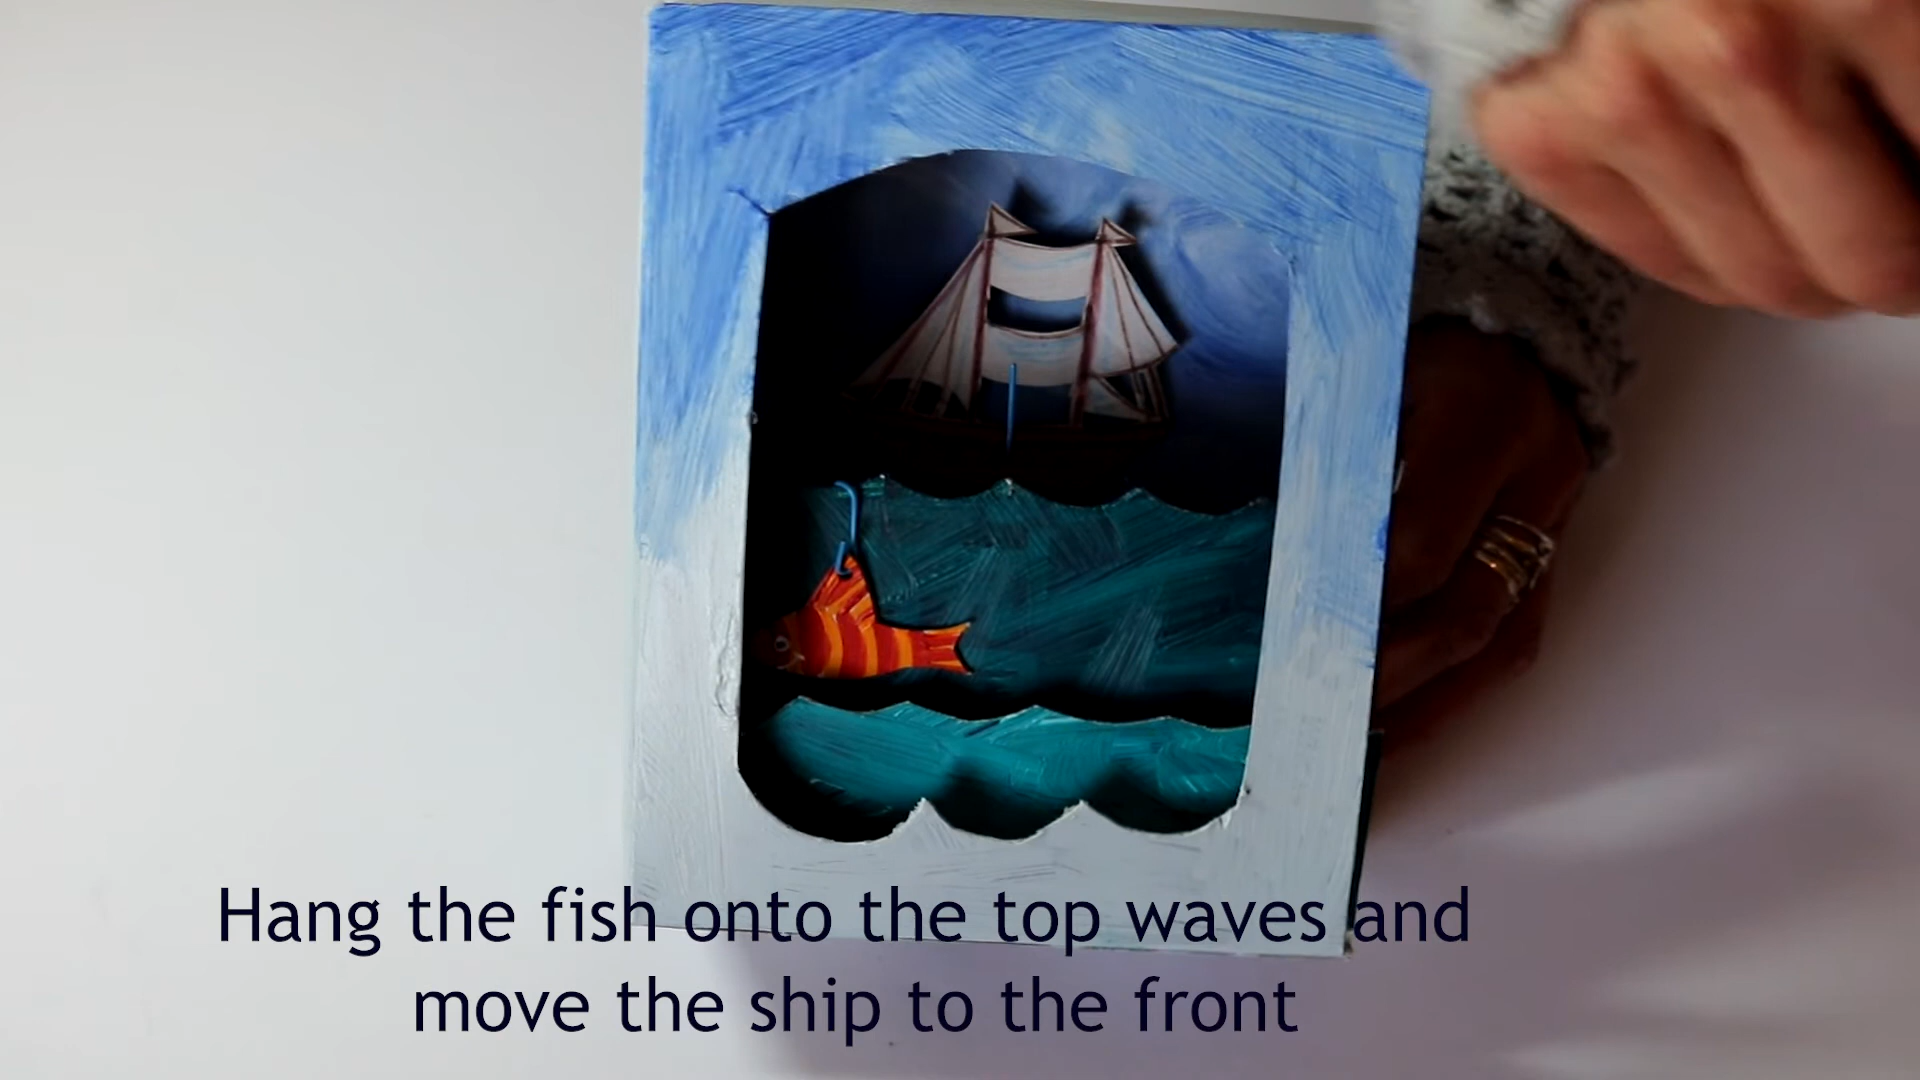 Hang the fish onto the top waves and
move the ship to the front